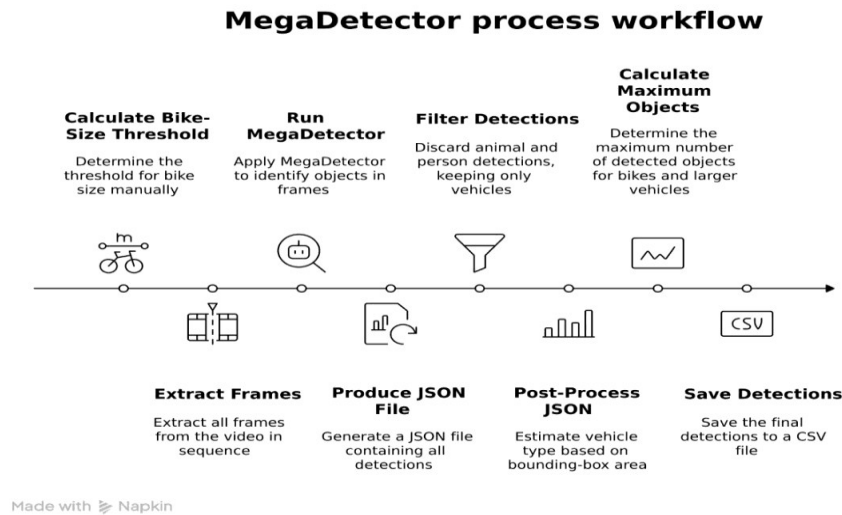 MegaDetector process workflow
Calculate Bike-
Size Threshold
Determine the
threshold for bike
size manually
m
Extract Frames
Extract all frames
from the video in
sequence
Run
MegaDetector
Apply MegaDetector
to identify objects in
frames
Produce JSON
File
Generate a JSON file
containing all
detections
Filter Detections
Discard animal and
person detections,
keeping only
vehicles
Post-Process
JSON
Estimate vehicle
type based on
bounding-box area
Calculate
Maximum
Objects
Determine the
maximum number
of detected objects
for bikes and larger
vehicles
CSV
Save Detections
Save the final
detections to a CSV
file
Made with Napkin